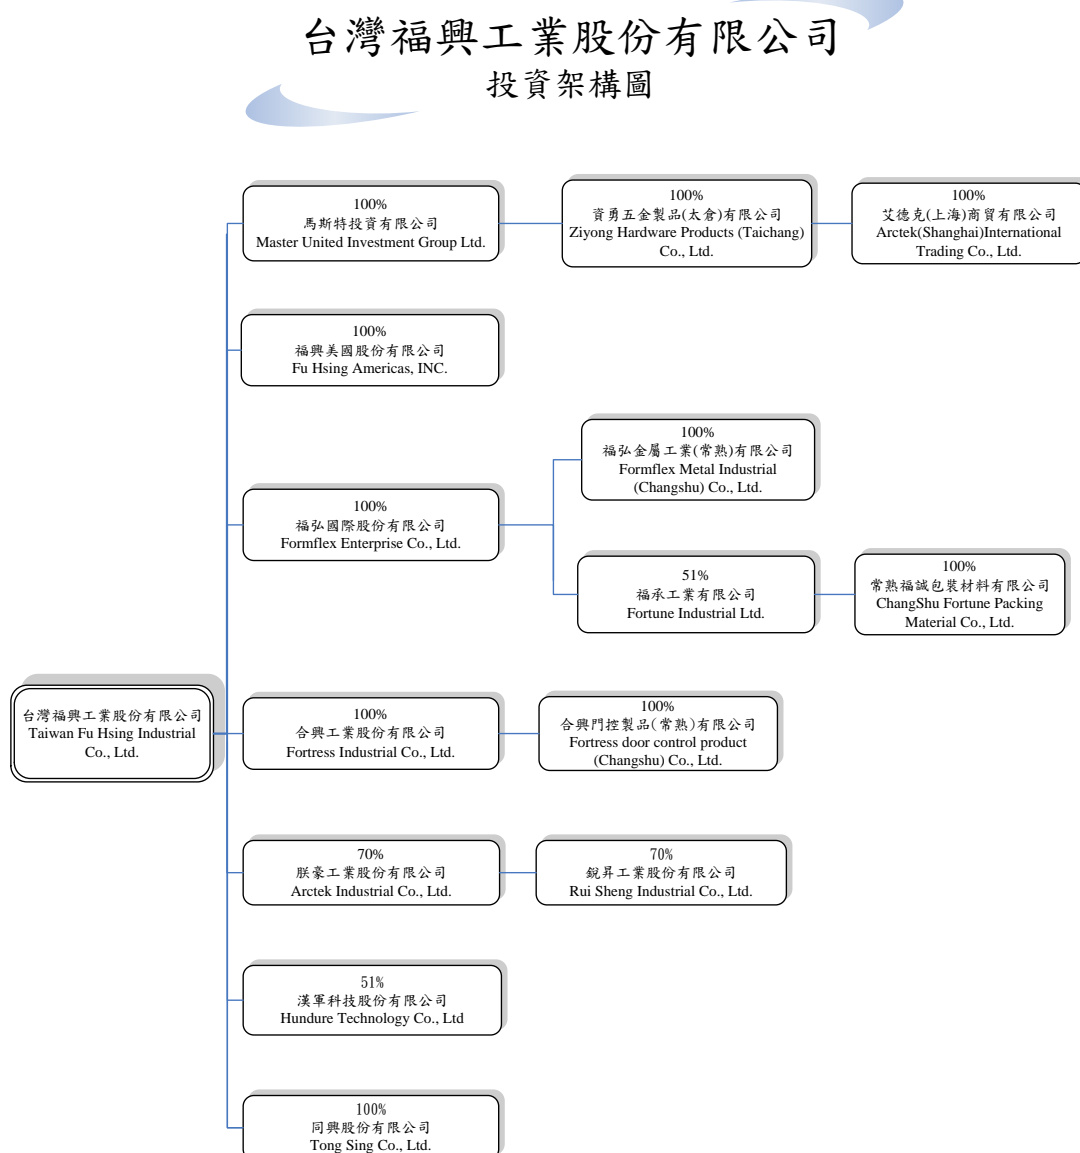 台灣福興工業股份有限公司
投資架構圖
100%
馬斯特投資有限公司
Master United Investment Group Ltd.
100%
資勇五金製品(太倉)有限公司
Ziyong Hardware Products (Taichang)
Co., Ltd.
100%
艾德克(上海)商貿有限公司
Arctek(Shanghai)International
Trading Co., Ltd.
100%
福興美國股份有限公司
Fu Hsing Americas, INC.
100%
福弘金屬工業(常熟)有限公司
Formflex Metal Industrial
(Changshu) Co., Ltd.
100%
福弘國際股份有限公司
Formflex Enterprise Co., Ltd.
51%
福承工業有限公司
Fortune Industrial Ltd.
100%
常熟福誠包裝材料有限公司
ChangShu Fortune Packing
Material Co., Ltd.
台灣福興工業股份有限公司
Taiwan Fu Hsing Industrial
Co., Ltd.
100%
合興工業股份有限公司
Fortress Industrial Co., Ltd.
100%
合興門控製品(常熟)有限公司
Fortress door control product
(Changshu) Co., Ltd.
70%
朕豪工業股份有限公司
Arctek Industrial Co., Ltd.
70%
銳昇工業股份有限公司
Rui Sheng Industrial Co., Ltd.
51%
漢軍科技股份有限公司
Hundure Technology Co., Ltd
100%
同興股份有限公司
Tong Sing Co., Ltd.